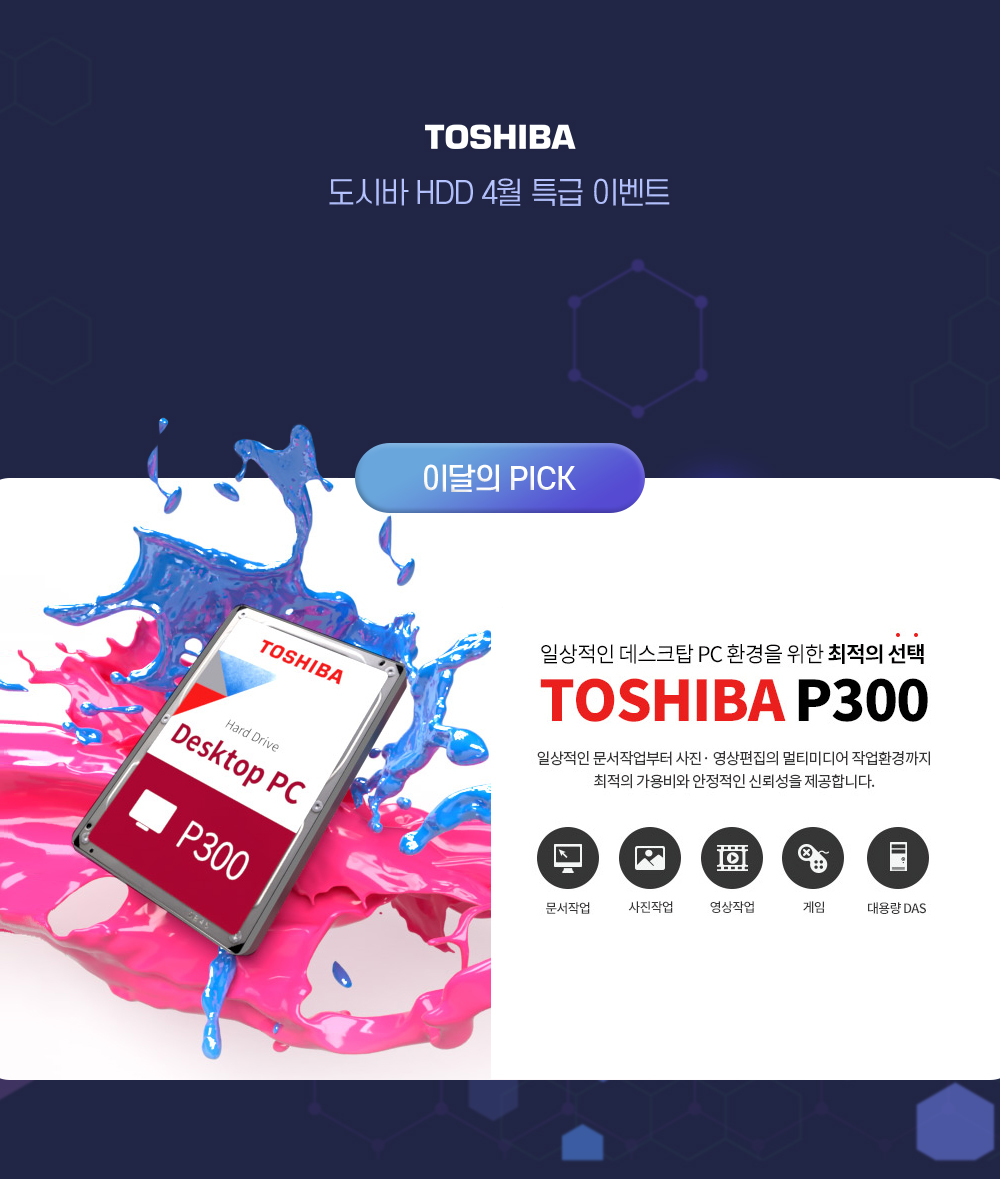 TOSHIBA
도시바 HDD 4월 특급 이벤트
이달의 PICK
TOSHIBA
Hard Drive
Desktop PC
P300
일상적인 데스크탑 PC 환경을 위한 최적의 선택
TOSHIBA P300
일상적인 문서작업부터 사진· 영상편집의 멀티미디어 작업환경까지
최적의 가용비와 안정적인 신뢰성을 제공합니다.
문서작업
사진작업
영상작업
게임
대용량 DAS